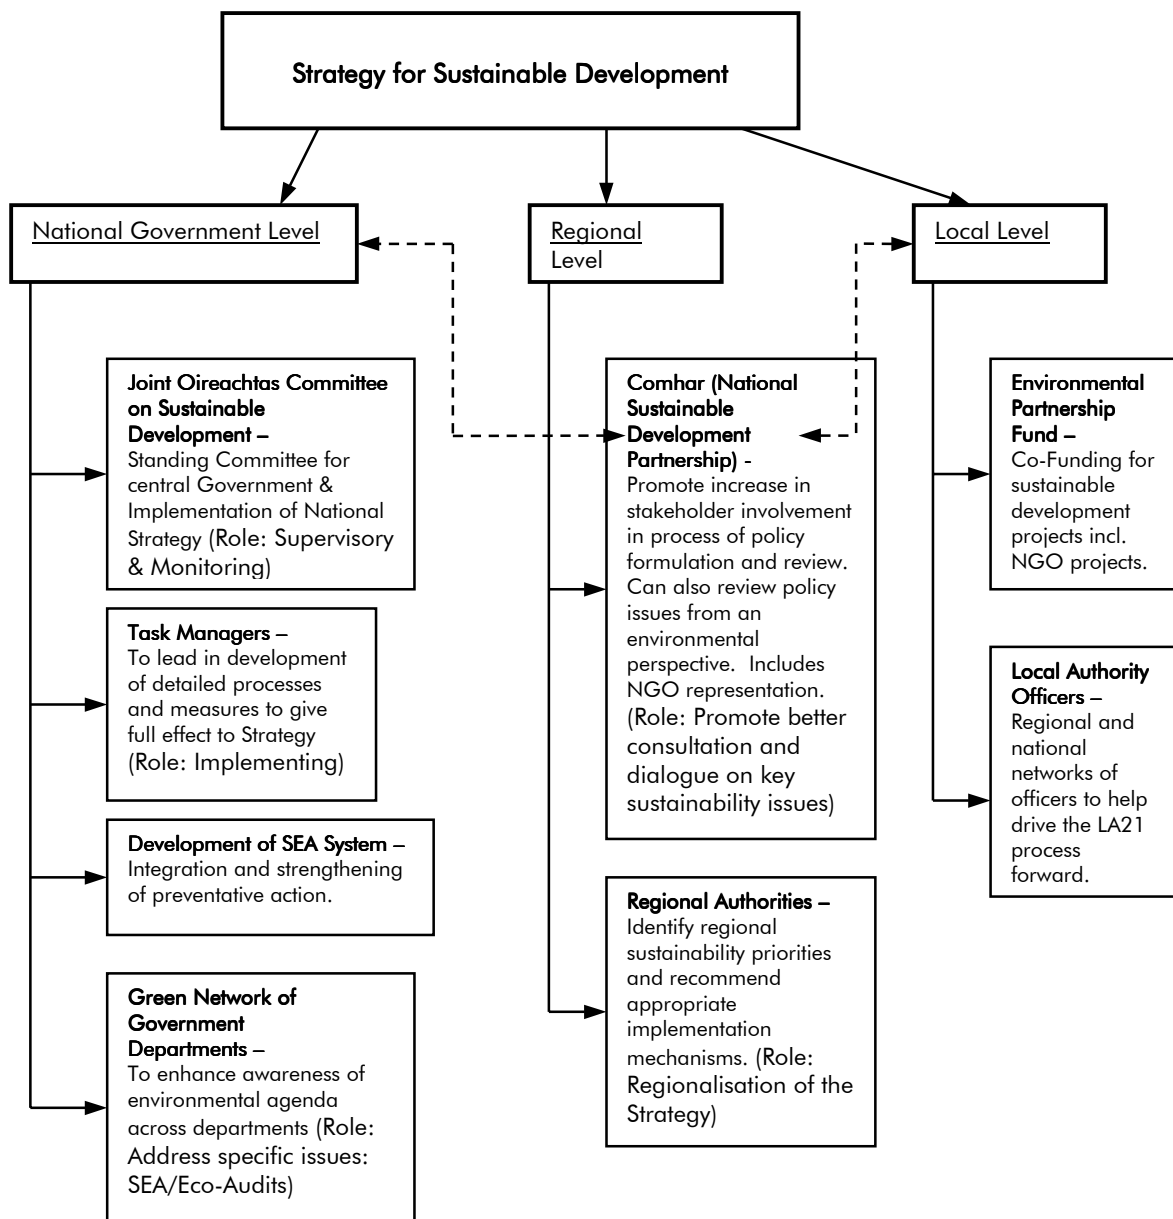 Strategy for Sustainable Development
National Government Level
Joint Oireachtas Committee
on Sustainable
Development –
Standing Committee for
central Government &
Implementation of National
Strategy (Role: Supervisory
& Monitoring)
Task Managers –
To lead in development
of detailed processes
and measures to give
full effect to Strategy
(Role: Implementing)
Development of SEA System –
Integration and strengthening
of preventative action.
Green Network of
Government
Departments –
To enhance awareness of
environmental agenda
across departments (Role:
Address specific issues:
SEA/Eco-Audits)
Regional
Level
Comhar (National
Sustainable
Development
Partnership) -
Promote increase in
stakeholder involvement
in process of policy
formulation and review.
Can also review policy
issues from an
environmental
perspective.  Includes
NGO representation.
(Role: Promote better
consultation and
dialogue on key
sustainability issues)
Regional Authorities –
Identify regional
sustainability priorities
and recommend
appropriate
implementation
mechanisms. (Role:
Regionalisation of the
Strategy)
Local Level
Environmental
Partnership
Fund –
Co-Funding for
sustainable
development
projects incl.
NGO projects.
Local Authority
Officers –
Regional and
national
networks of
officers to help
drive the LA21
process
forward.